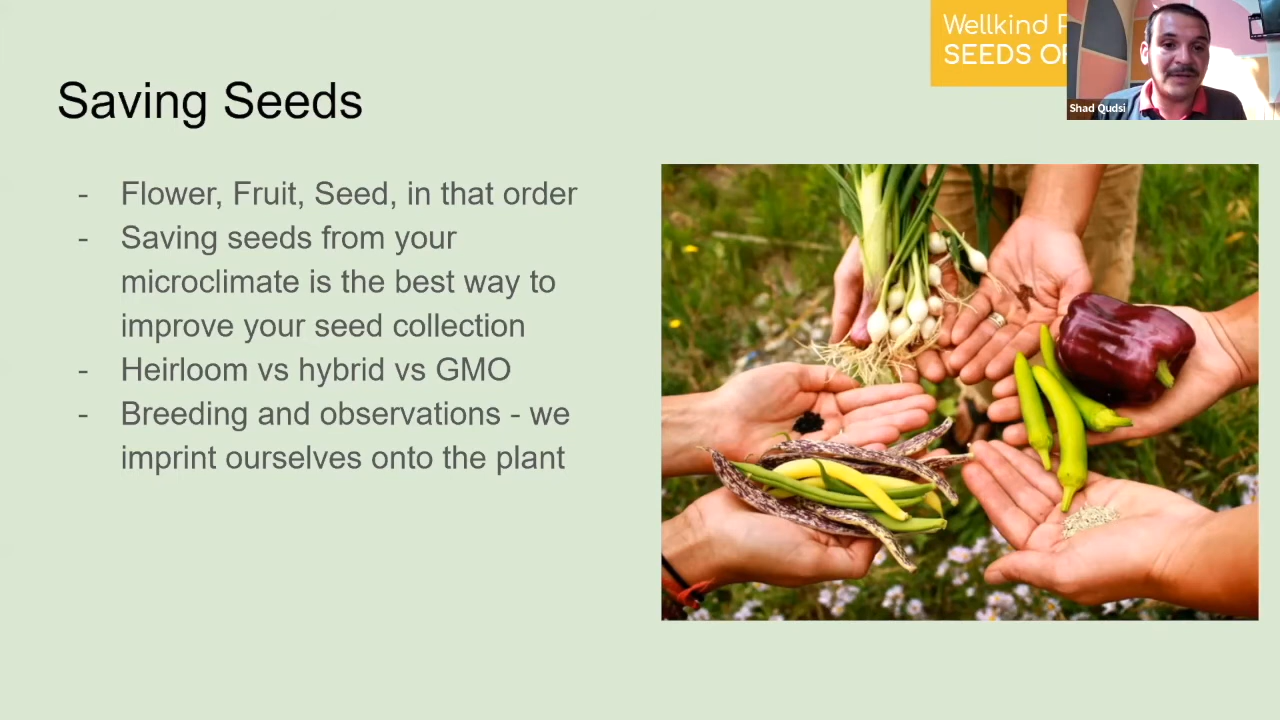 Wellkind
SEEDS
Shad Qudsi
Saving Seeds
- Flower, Fruit, Seed, in that order
- Saving seeds from your
microclimate is the best way to
improve your seed collection
- Heirloom vs hybrid vs GMO
- Breeding and observations - we
imprint ourselves onto the plant